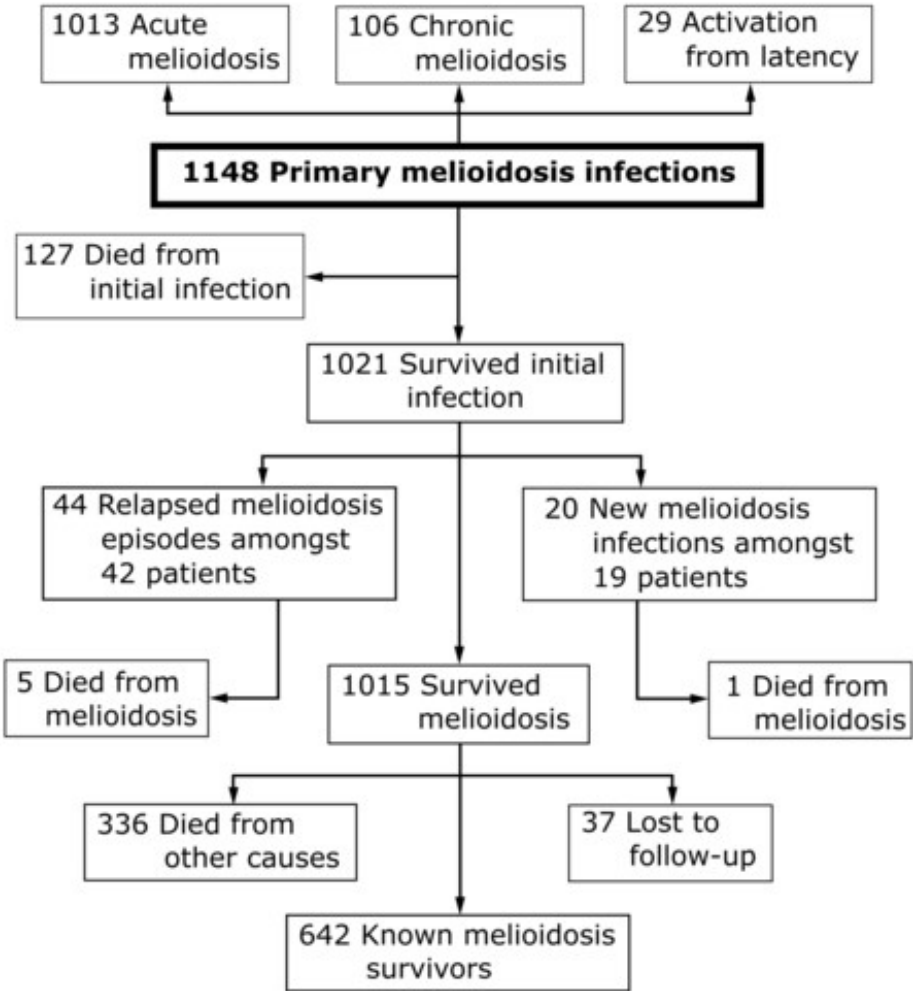 1013 Acute
melioidosis
106 Chronic
melioidosis
29 Activation
from latency
1148 Primary melioidosis infections
127 Died from
initial infection
1021 Survived initial
infection
44 Relapsed melioidosis
episodes amongst
42 patients
20 New melioidosis
infections amongst
19 patients
5 Died from
melioidosis
1015 Survived
melioidosis
1 Died from
melioidosis
336 Died from
other causes
37 Lost to
follow-up
642 Known melioidosis
survivors